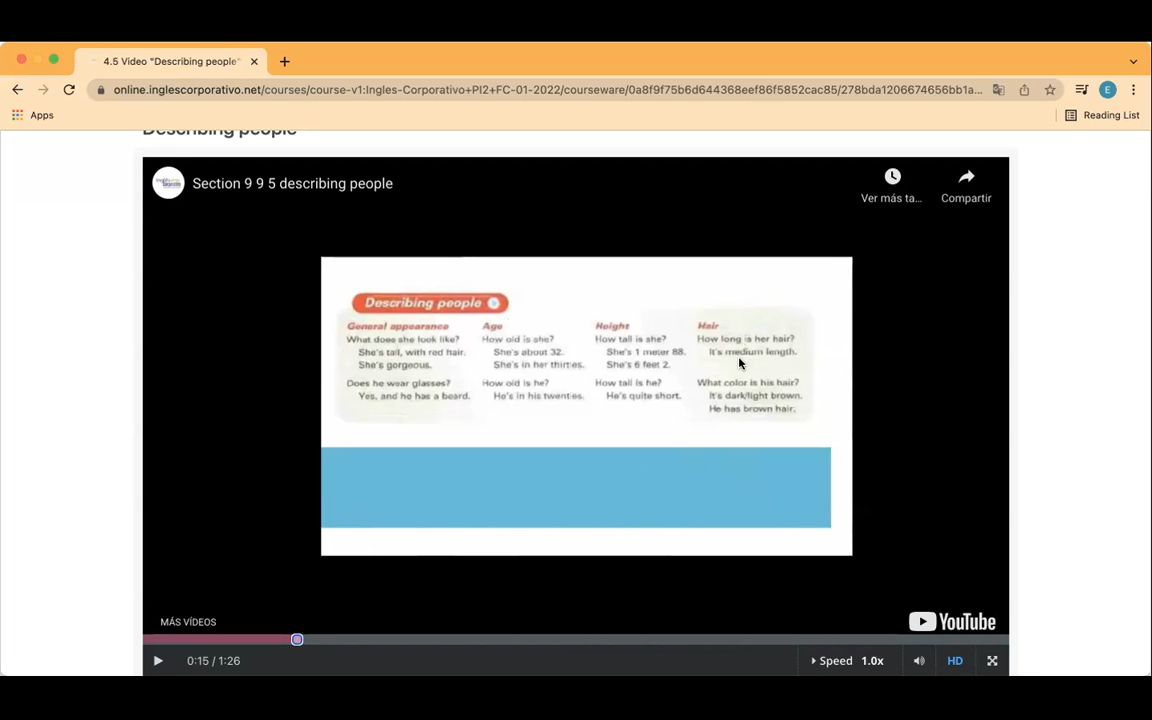 4.5 Video "Describing people"
online.inglescorporativo.net/courses/course-v1:Ingles-Corporativo+PI2+FC-01-2022/courseware/0a8f9f75b6d644368eef86f5852cac85/278bda1206674656bb1a...
E
Apps
Reading List
Describing people
Section 9 9 5 describing people
Ver más ta...
Compartir
Describing people
General appearance
What does she look like?
She's tall, with red hair.
She's gorgeous.
Does he wear glasses?
Yes, and he has a beard.
Age
How old is she?
She's about 32.
She's in her thirties.
How old is he?
He's in his twenties.
Height
How tall is she?
She's 1 meter 88.
She's 6 feet 2.
How tall is he?
He's quite short.
Hair
How long is her hair?
It's medium length.
What color is his hair?
It's dark/light brown.
He has brown hair.
MÁS VÍDEOS
YouTube
0:15 / 1:26
Speed 1.0x
HD